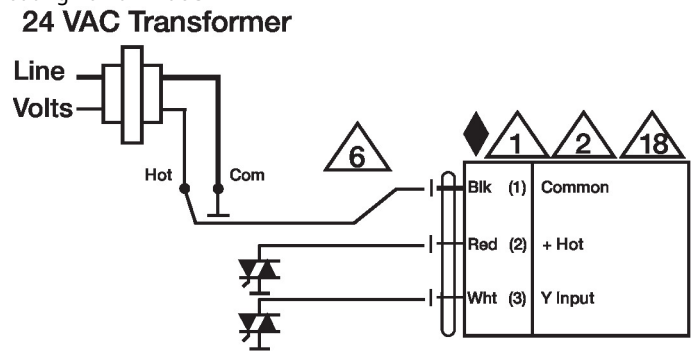 24 VAC Transformer
Line
Volts
Hot
Com
6
1
2
18
Blk (1) Common
Red (2) + Hot
Wht (3) Y Input